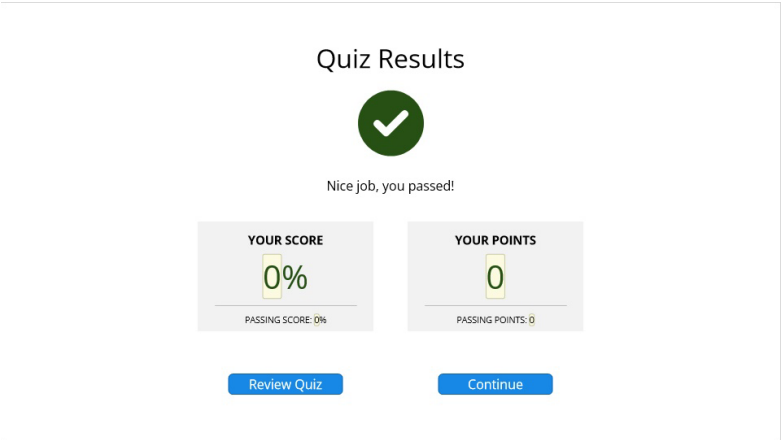 Quiz Results
Nice job, you passed!
YOUR SCORE
0%
PASSING SCORE: 0%
YOUR POINTS
0
PASSING POINTS: 0
Review Quiz
Continue